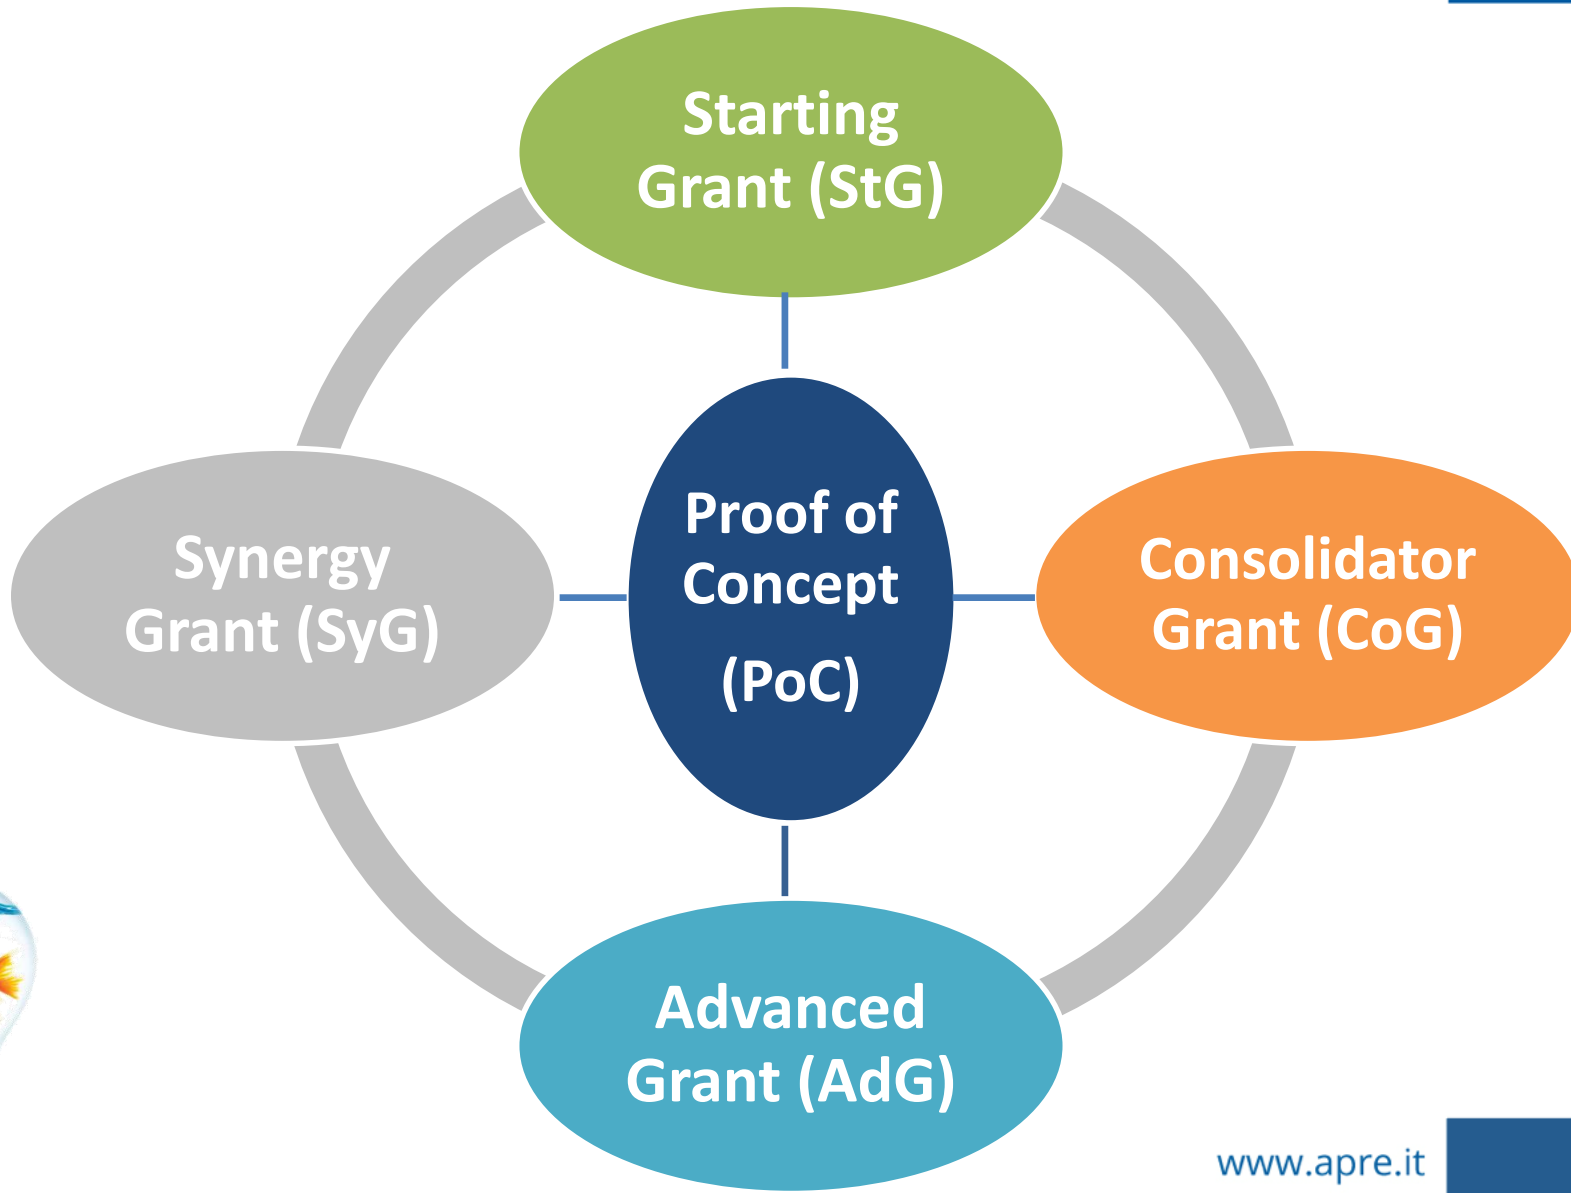 Starting
Grant (StG)
Proof of
Concept
(PoC)
Synergy
Grant (SyG)
Consolidator
Grant (CoG)
Advanced
Grant (AdG)
www.apre.it